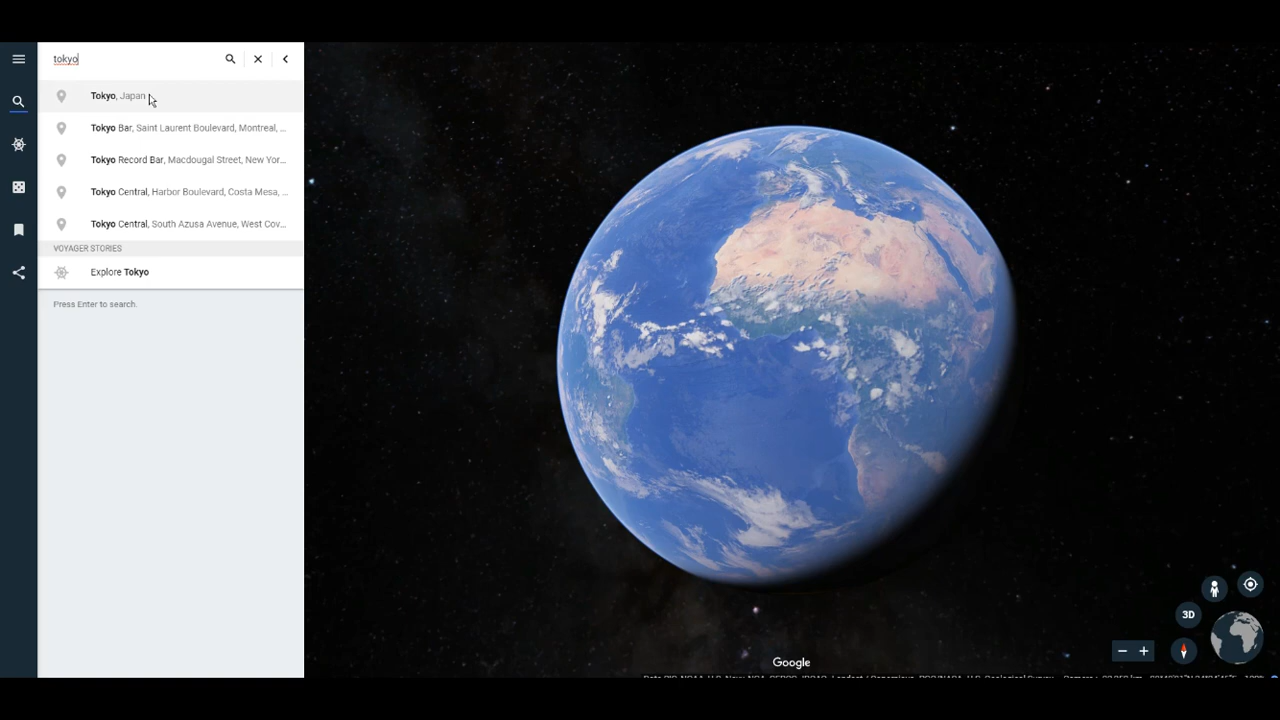 tokyo
Tokyo, Japan
Tokyo Bar, Saint Laurent Boulevard, Montreal, ...
Tokyo Record Bar, Macdougal Street, New Yor...
Tokyo Central, Harbor Boulevard, Costa Mesa, ...
Tokyo Central, South Azusa Avenue, West Cov...
VOYAGER STORIES
Explore Tokyo
Press Enter to search.
3D
Google